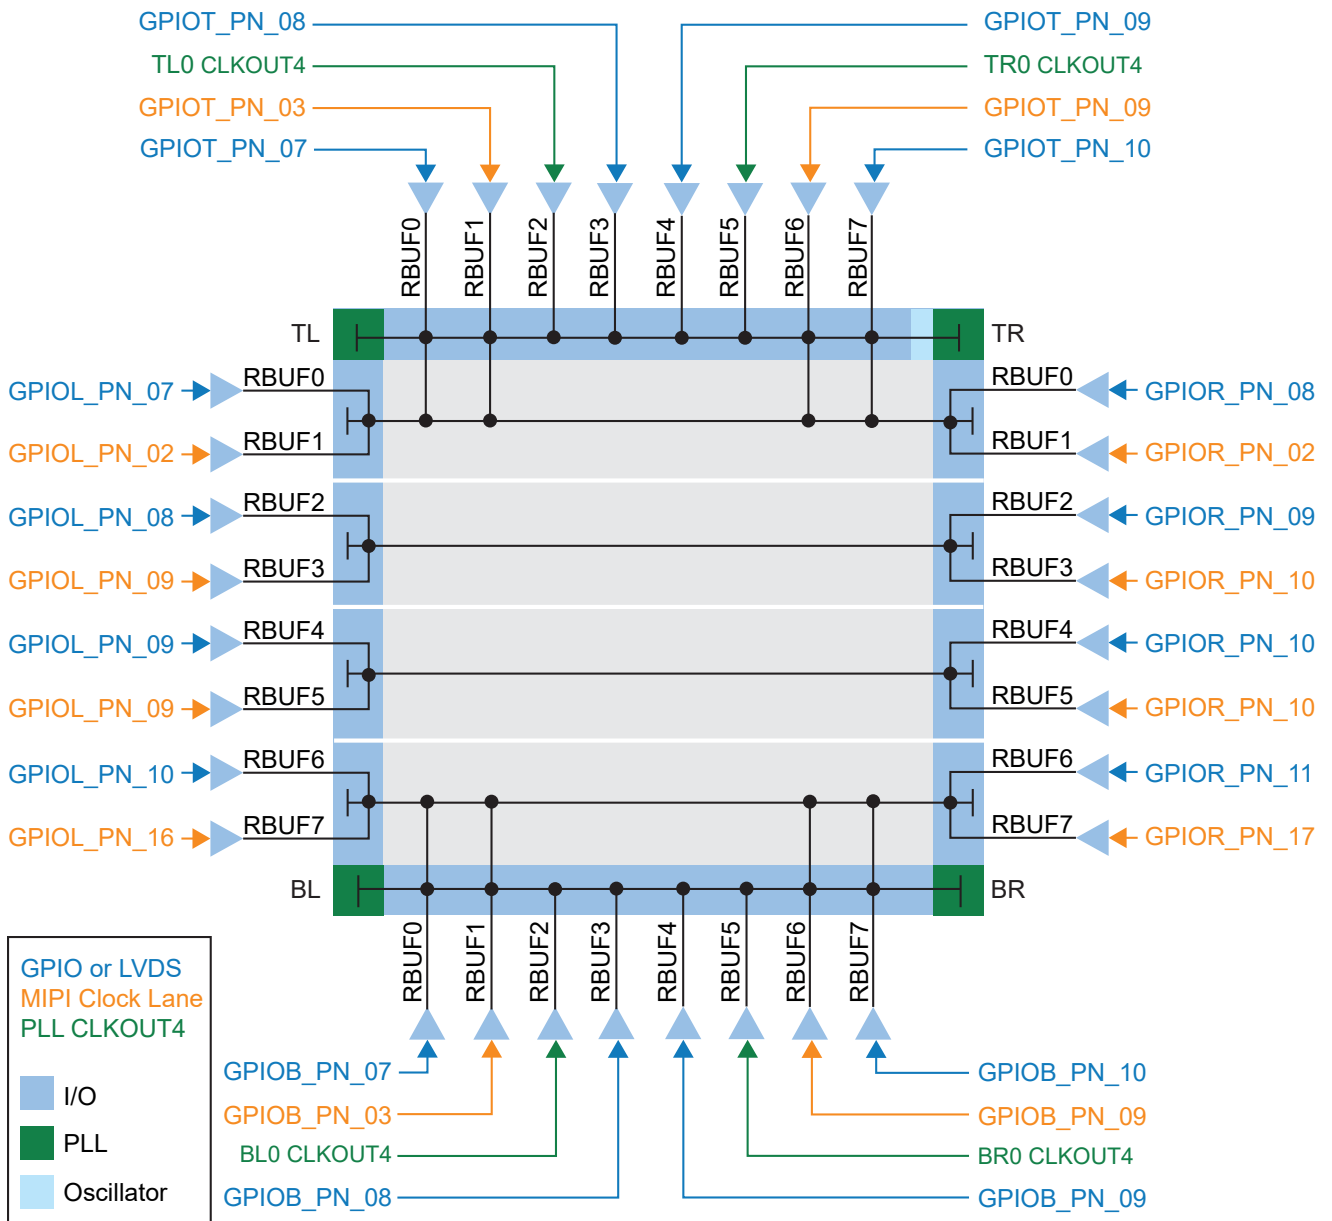 GPIOT_PN_08
GPIOT_PN_09
TL0 CLKOUT4
TR0 CLKOUT4
GPIOT_PN_03
GPIOT_PN_09
GPIOT_PN_07
GPIOT_PN_10
RBUF0
RBUF1
RBUF2
RBUF3
RBUF4
RBUF5
RBUF6
RBUF7
TL
TR
GPIOL_PN_07
RBUF0
RBUF0
GPIOR_PN_08
GPIOL_PN_02
RBUF1
RBUF1
GPIOR_PN_02
GPIOL_PN_08
RBUF2
RBUF2
GPIOR_PN_09
GPIOL_PN_09
RBUF3
RBUF3
GPIOR_PN_10
GPIOL_PN_09
RBUF4
RBUF4
GPIOR_PN_10
GPIOL_PN_09
RBUF5
RBUF5
GPIOR_PN_10
GPIOL_PN_10
RBUF6
RBUF6
GPIOR_PN_11
GPIOL_PN_16
RBUF7
RBUF7
GPIOR_PN_17
BL
BR
RBUF0
RBUF1
RBUF2
RBUF3
RBUF4
RBUF5
RBUF6
RBUF7
GPIOB_PN_07
GPIOB_PN_10
GPIOB_PN_03
GPIOB_PN_09
BL0 CLKOUT4
BR0 CLKOUT4
GPIOB_PN_08
GPIOB_PN_09
GPIO or LVDS
MIPI Clock Lane
PLL CLKOUT4
I/O
PLL
Oscillator